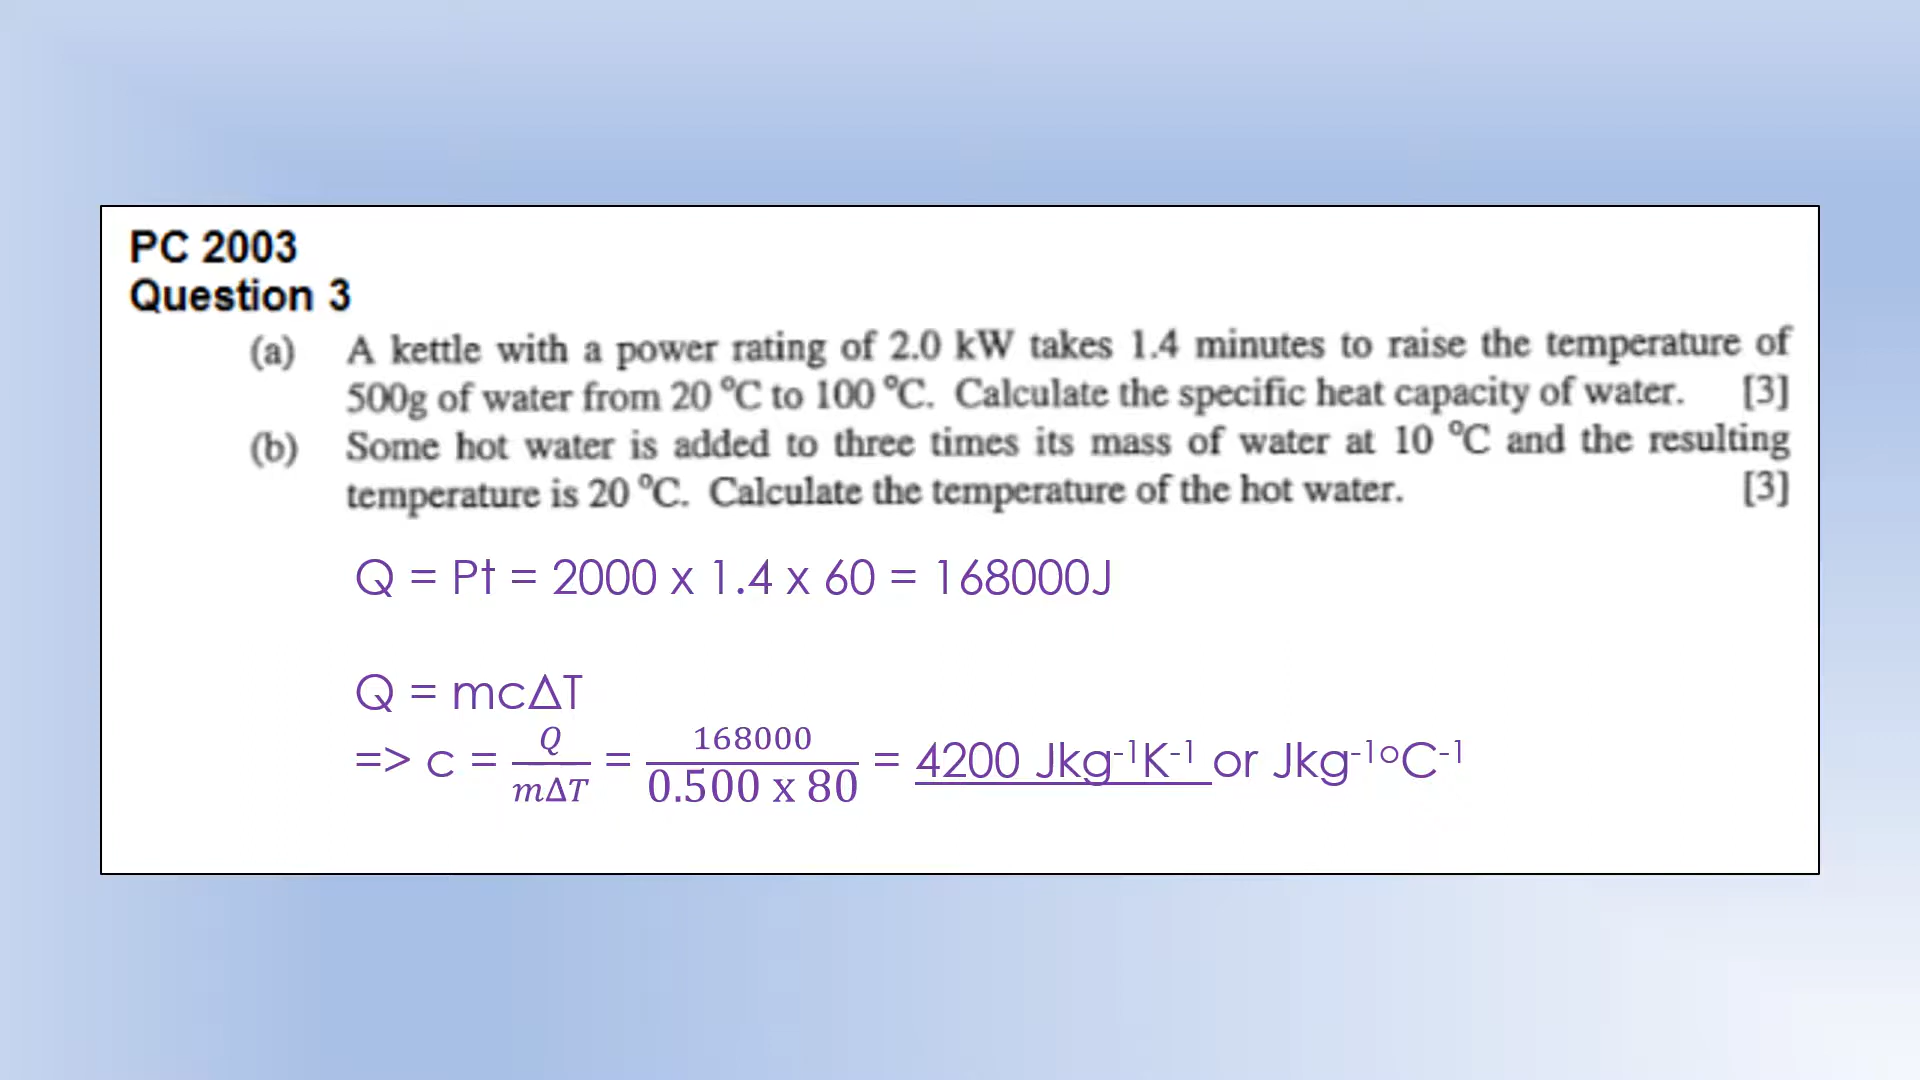 PC 2003
Question 3
(a) A kettle with a power rating of 2.0 kW takes 1.4 minutes to raise the temperature of
500g of water from 20 °C to 100 °C. Calculate the specific heat capacity of water. [3]
(b) Some hot water is added to three times its mass of water at 10 °C and the resulting
temperature is 20 °C. Calculate the temperature of the hot water. [3]
Q = Pt = 2000 x 1.4 x 60 = 168000J
Q = mcΔT
=> c = Q/mΔT = 168000/0.500 x 80 = 4200 Jkg⁻¹K⁻¹ or Jkg⁻¹°C⁻¹